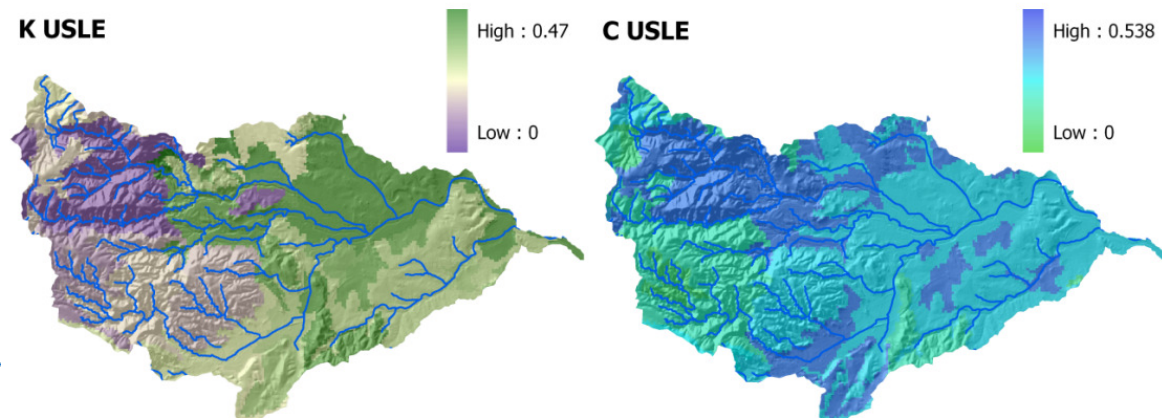 K USLE
High : 0.47
Low : 0
C USLE
High : 0.538
Low : 0